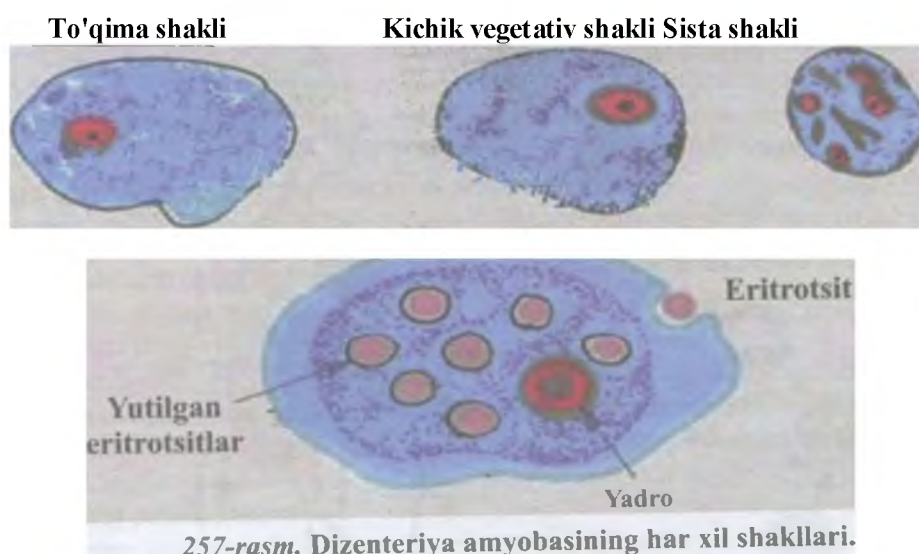 To'qima shakli
Kichik vegetativ shakli Sista shakli
Eritrotsit
Yutilgan
eritrotsitlar
Yadro
257-rasm. Dizenteriya amyobasining har xil shakllari.